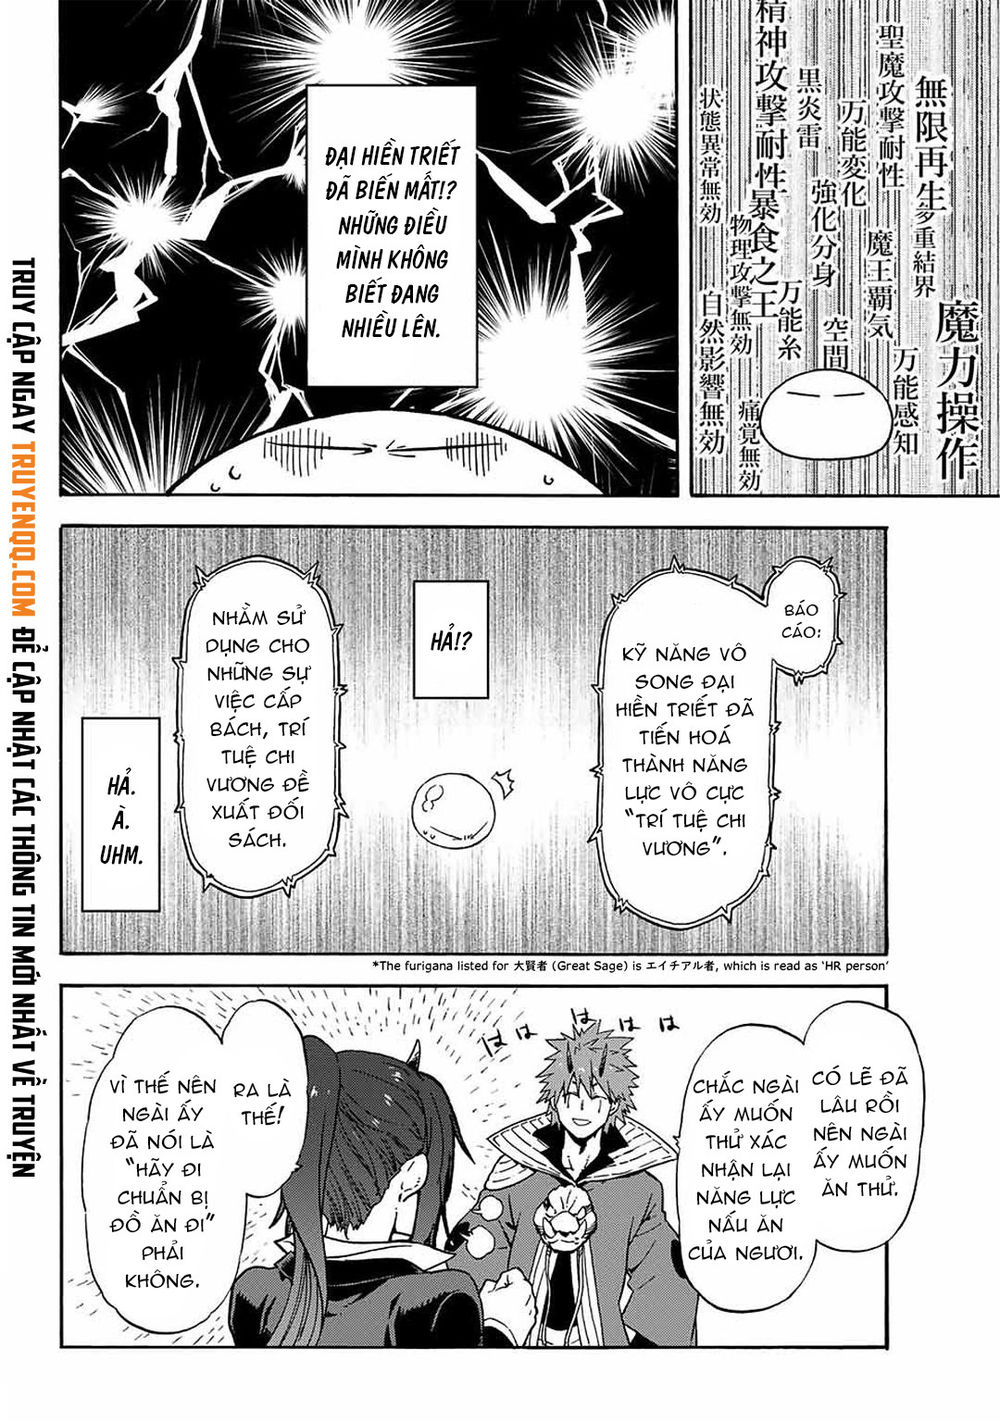 精神攻撃耐性
暴食之王
聖魔攻撃耐性
黒炎雷
万能変化
無限再生
多重結界
状態異常無効
強化分身
魔王覇気
物理攻撃無効
万能糸
空間
魔力操作
自然影響無効
痛覚無効
万能感知
ĐẠI HIỀN TRIẾT
ĐÃ BIẾN MẤT!?
NHỮNG ĐIỀU
MÌNH KHÔNG
BIẾT ĐANG
NHIỀU LÊN.
BÁO
CÁO:
KỸ NĂNG VÔ
SONG ĐẠI
HIỀN TRIẾT ĐÃ
TIẾN HOÁ
THÀNH NĂNG
LỰC VÔ CỰC
“TRÍ TUỆ CHI
VƯƠNG”.
HẢ!?
NHẰM SỬ
DỤNG CHO
NHỮNG SỰ
VIỆC CẤP
BÁCH, TRÍ
TUỆ CHI
VƯƠNG ĐỀ
XUẤT ĐỐI
SÁCH.
HẢ.
À.
UHM.
*The furigana listed for 大賢者 (Great Sage) is エイチアル者, which is read as ‘HR person’
CÓ LẼ ĐÃ
LÂU RỒI
NÊN NGÀI
ẤY MUỐN
ĂN THỬ.
CHẮC NGÀI
ẤY MUỐN
THỬ XÁC
NHẬN LẠI
NĂNG LỰC
NẤU ĂN
CỦA NGƯƠI.
はははは
RA LÀ
THẾ!
VÌ THẾ NÊN
NGÀI ẤY
ĐÃ NÓI LÀ
“HÃY ĐI
CHUẨN BỊ
ĐỒ ĂN ĐI”
PHẢI
KHÔNG.
TRUY CẬP NGAY TRUYENQQ.COM ĐỂ CẬP NHẬT CÁC THÔNG TIN MỚI NHẤT VỀ TRUYỆN